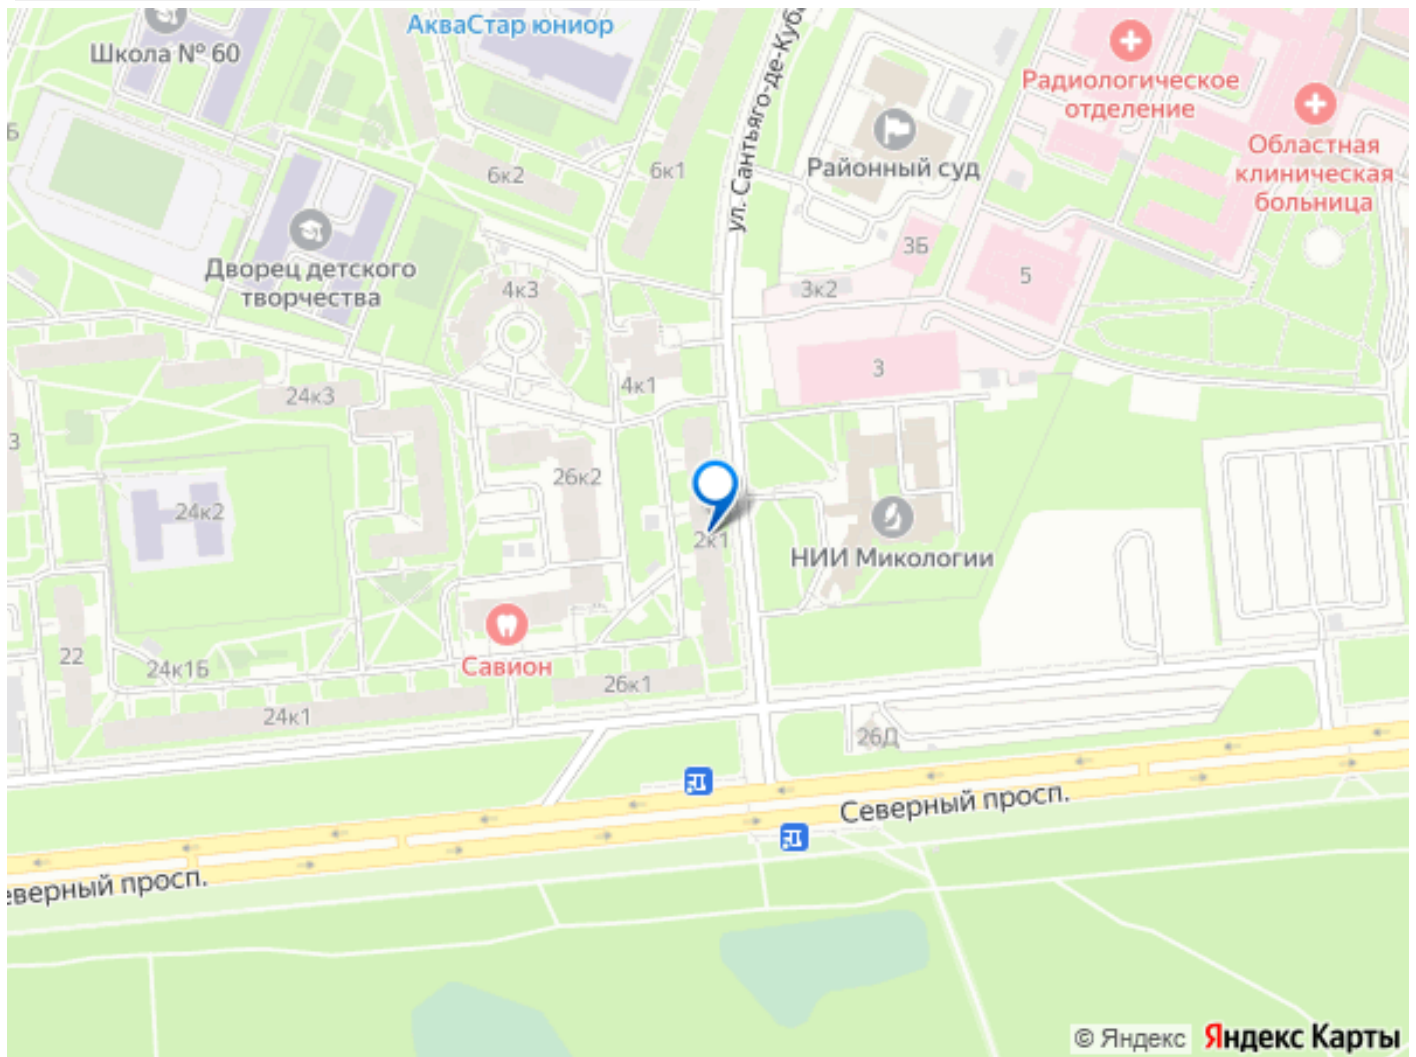 АкваСтар юниор
Школа № 60
ул. Сантьяго-де-Куба
Радиологическое
отделение
Областная
клиническая
больница
Районный суд
6к2
6к1
Дворец детского
творчества
4к3
3Б
5
3к2
3
4к1
24к3
3
26к2
24к2
2к1
НИИ Микологии
Савион
22
24к1Б
26к1
24к1
26Д
Северный просп.
еверный просп.
© Яндекс Яндекс Карты